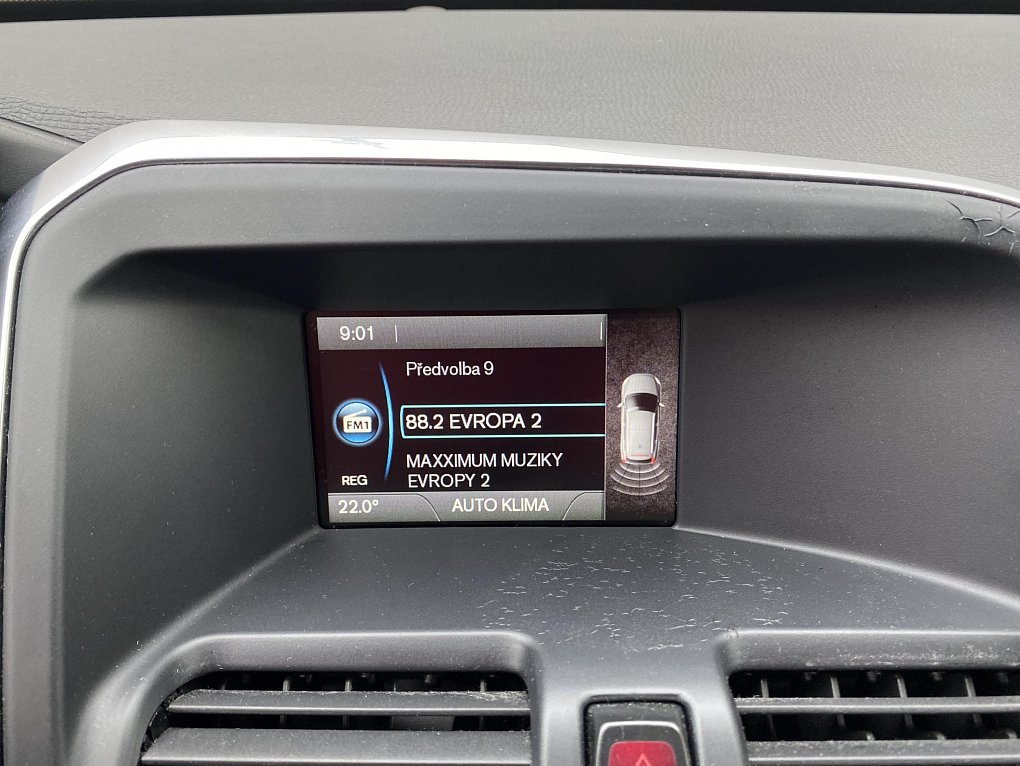 9:01
Předvolba 9
88.2 EVROPA 2
FM1
MAXXIMUM MUZIKY
EVROPY 2
REG
22.0° AUTO KLIMA